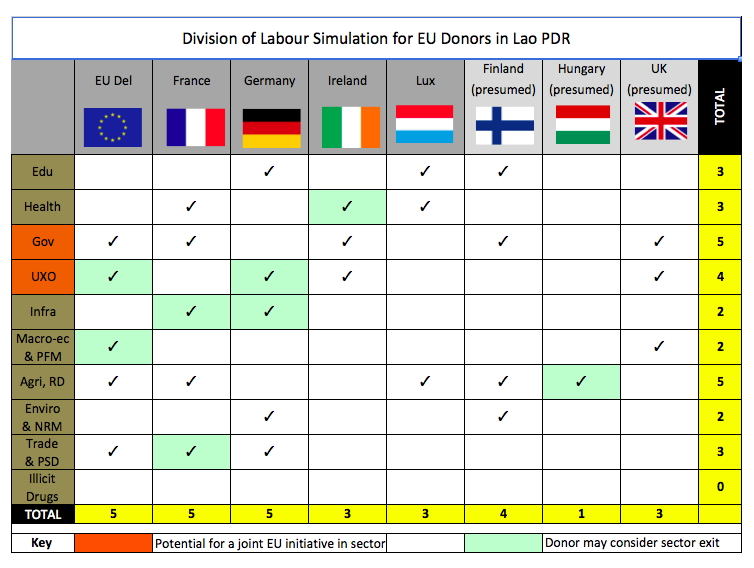 Division of Labour Simulation for EU Donors in Lao PDR
EU Del France Germany Ireland Lux Finland (presumed) Hungary (presumed) UK (presumed) TOTAL
Edu ✓ ✓ ✓ 3
Health ✓ ✓ ✓ 3
Gov ✓ ✓ ✓ ✓ ✓ 5
UXO ✓ ✓ ✓ ✓ 4
Infra ✓ ✓ 2
Macro-ec & PFM ✓ ✓ 2
Agri, RD ✓ ✓ ✓ ✓ ✓ 5
Enviro & NRM ✓ ✓ 2
Trade & PSD ✓ ✓ ✓ 3
Illicit Drugs 0
TOTAL 5 5 5 3 3 4 1 3
Key Potential for a joint EU initiative in sector Donor may consider sector exit